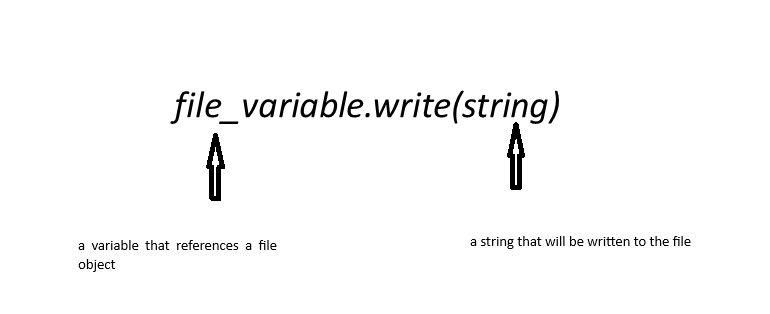 file_variable.write(string)
a variable that references a file
object
a string that will be written to the file